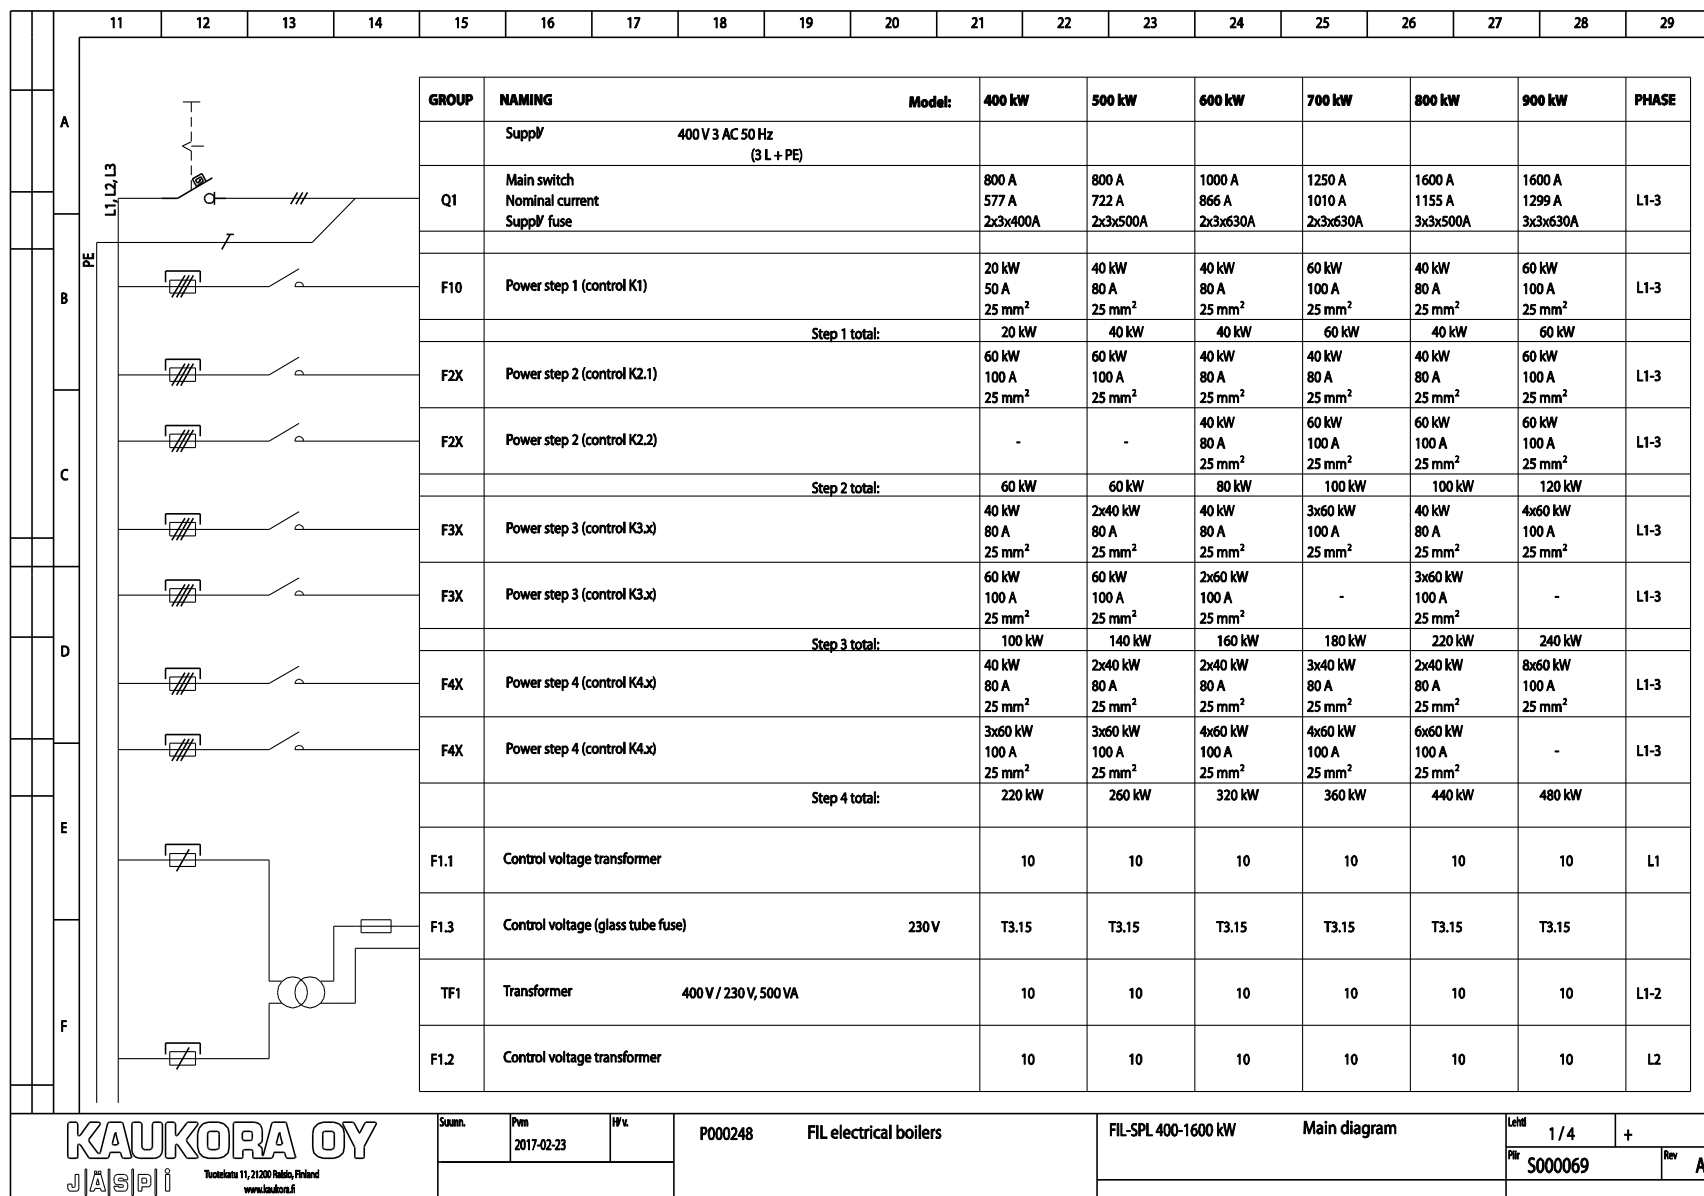 11 12 13 14 15 16 17 18 19 20 21 22 23 24 25 26 27 28 29
A
B
C
D
E
F
L1, L2, L3
PE
GROUP NAMING Model: 400 kW 500 kW 600 kW 700 kW 800 kW 900 kW PHASE
Supply 400 V 3 AC 50 Hz
(3 L + PE)
Main switch 800 A 800 A 1000 A 1250 A 1600 A 1600 A
Q1 Nominal current 577 A 722 A 866 A 1010 A 1155 A 1299 A L1-3
Supply fuse 2x3x400A 2x3x500A 2x3x630A 2x3x630A 3x3x500A 3x3x630A
20 kW 40 kW 40 kW 60 kW 40 kW 60 kW
F10 Power step 1 (control K1) 50 A 80 A 80 A 100 A 80 A 100 A L1-3
25 mm² 25 mm² 25 mm² 25 mm² 25 mm² 25 mm²
Step 1 total: 20 kW 40 kW 40 kW 60 kW 40 kW 60 kW
60 kW 60 kW 40 kW 40 kW 40 kW 60 kW
F2X Power step 2 (control K2.1) 100 A 100 A 80 A 80 A 80 A 100 A L1-3
25 mm² 25 mm² 25 mm² 25 mm² 25 mm² 25 mm²
40 kW 60 kW 60 kW 60 kW
F2X Power step 2 (control K2.2) - - 80 A 100 A 100 A 100 A L1-3
25 mm² 25 mm² 25 mm² 25 mm²
Step 2 total: 60 kW 60 kW 80 kW 100 kW 100 kW 120 kW
40 kW 2x40 kW 40 kW 3x60 kW 40 kW 4x60 kW
F3X Power step 3 (control K3.x) 80 A 80 A 80 A 100 A 80 A 100 A L1-3
25 mm² 25 mm² 25 mm² 25 mm² 25 mm² 25 mm²
60 kW 60 kW 2x60 kW 3x60 kW
F3X Power step 3 (control K3.x) 100 A 100 A 100 A - 100 A - L1-3
25 mm² 25 mm² 25 mm² 25 mm²
Step 3 total: 100 kW 140 kW 160 kW 180 kW 220 kW 240 kW
40 kW 2x40 kW 2x40 kW 3x40 kW 2x40 kW 8x60 kW
F4X Power step 4 (control K4.x) 80 A 80 A 80 A 80 A 80 A 100 A L1-3
25 mm² 25 mm² 25 mm² 25 mm² 25 mm² 25 mm²
3x60 kW 3x60 kW 4x60 kW 4x60 kW 6x60 kW
F4X Power step 4 (control K4.x) 100 A 100 A 100 A 100 A 100 A - L1-3
25 mm² 25 mm² 25 mm² 25 mm² 25 mm²
Step 4 total: 220 kW 260 kW 320 kW 360 kW 440 kW 480 kW
F1.1 Control voltage transformer 10 10 10 10 10 10 L1
F1.3 Control voltage (glass tube fuse) 230 V T3.15 T3.15 T3.15 T3.15 T3.15 T3.15
TF1 Transformer 400 V / 230 V, 500 VA 10 10 10 10 10 10 L1-2
F1.2 Control voltage transformer 10 10 10 10 10 10 L2
KAUKORA OY
JÄSPi
Tuotekatu 11, 21200 Raisio, Finland
www.kaukora.fi
Suunn. Pvm Hyv.
2017-02-23
P000248 FIL electrical boilers
FIL-SPL 400-1600 kW Main diagram
Lehti 1 / 4 +
Piir S000069 Rev A